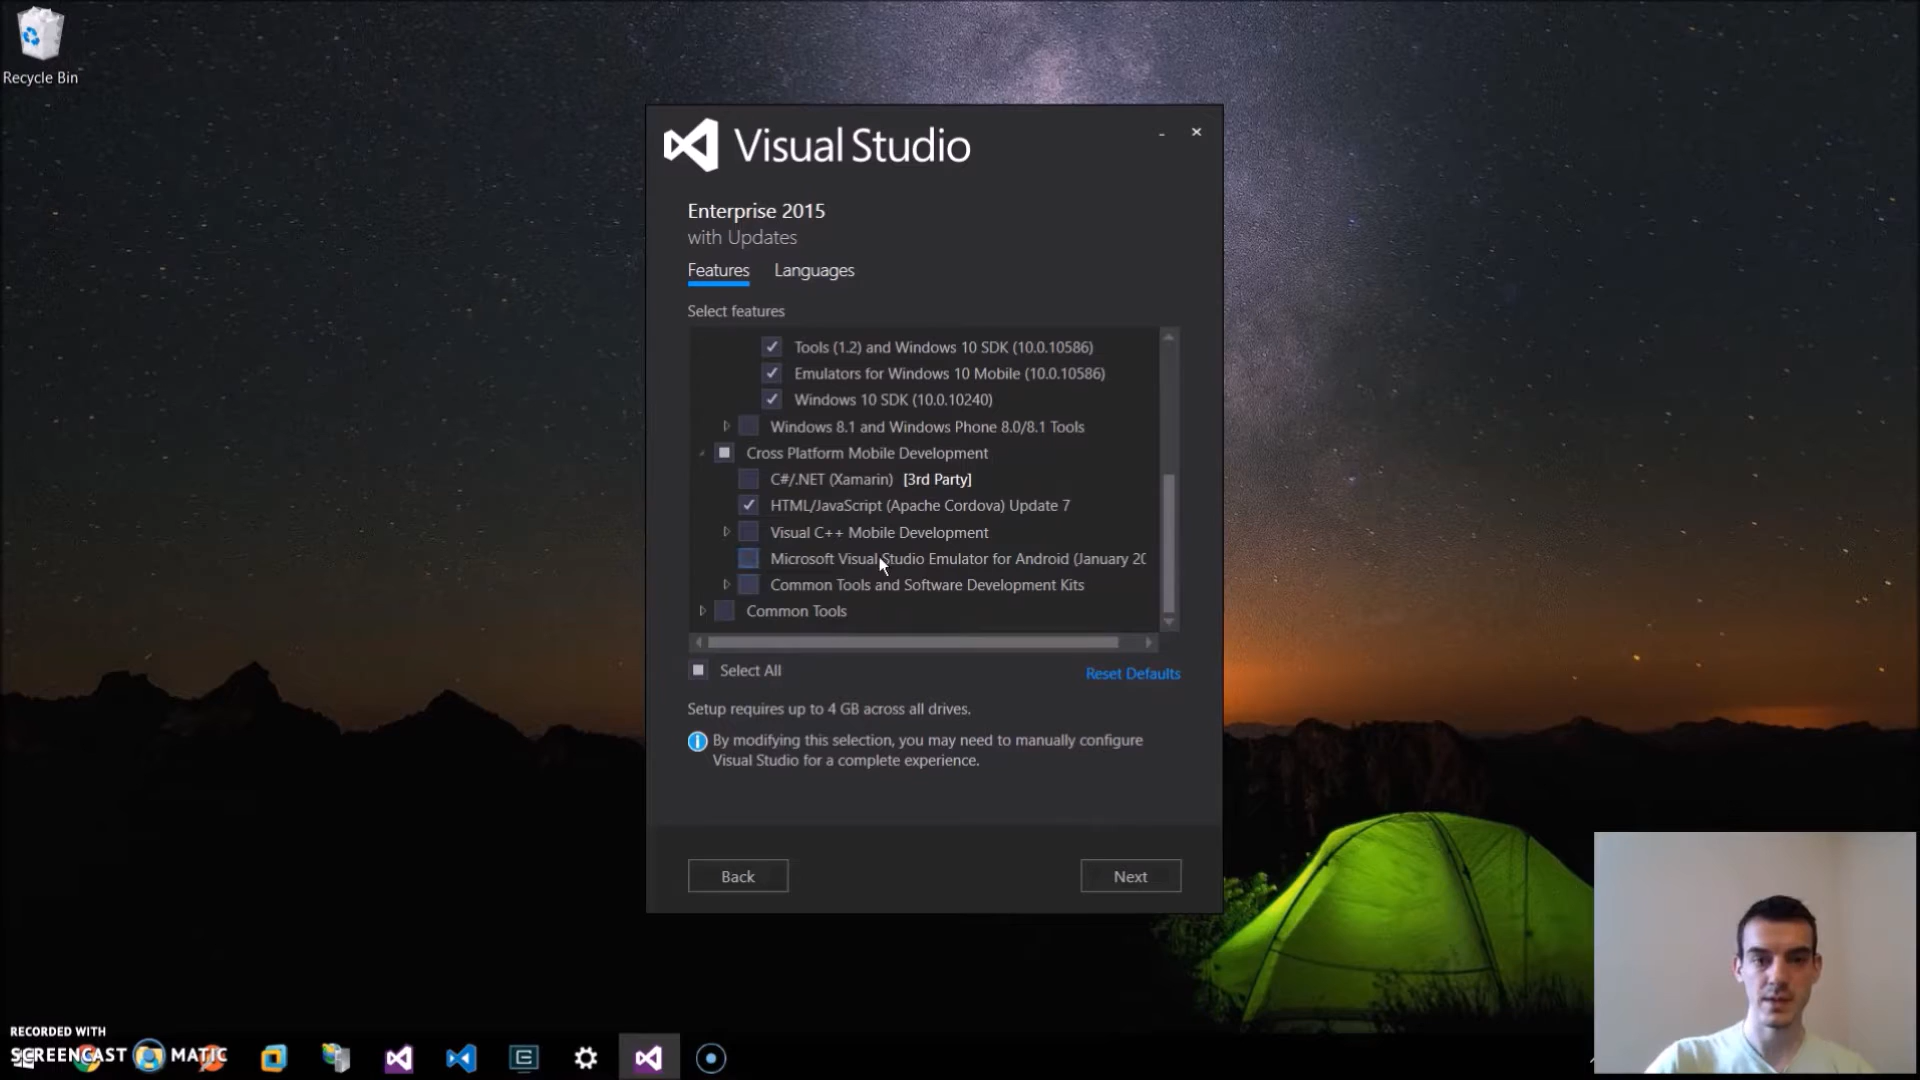 Recycle Bin
Visual Studio
Enterprise 2015
with Updates
Features Languages
Select features
Tools (1.2) and Windows 10 SDK (10.0.10586)
Emulators for Windows 10 Mobile (10.0.10586)
Windows 10 SDK (10.0.10240)
Windows 8.1 and Windows Phone 8.0/8.1 Tools
Cross Platform Mobile Development
C#/.NET (Xamarin) [3rd Party]
HTML/JavaScript (Apache Cordova) Update 7
Visual C++ Mobile Development
Microsoft Visual Studio Emulator for Android (January 20
Common Tools and Software Development Kits
Common Tools
Select All
Reset Defaults
Setup requires up to 4 GB across all drives.
By modifying this selection, you may need to manually configure
Visual Studio for a complete experience.
Back
Next
RECORDED WITH
SCREENCAST MATIC